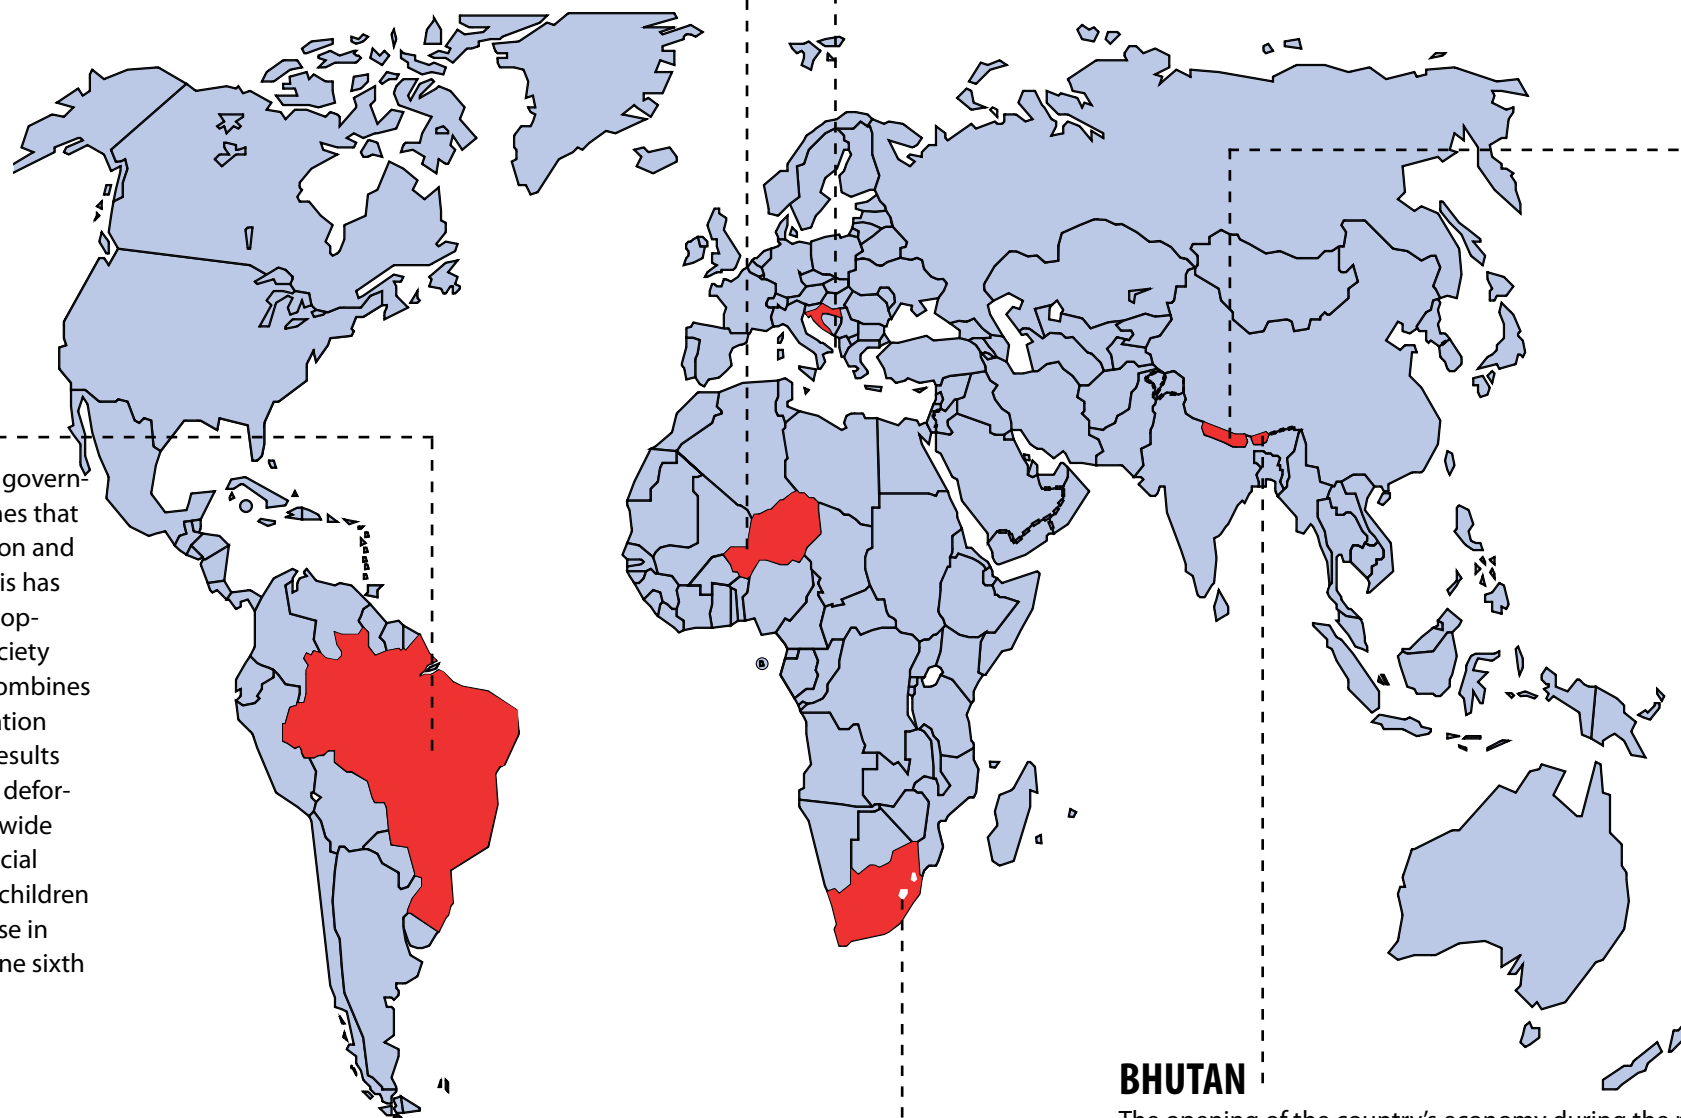 govern-
nes that
on and
is has
op-
ciety
ombines
ation
esults
defor-
wide
cial
children
se in
ne sixth
BHUTAN